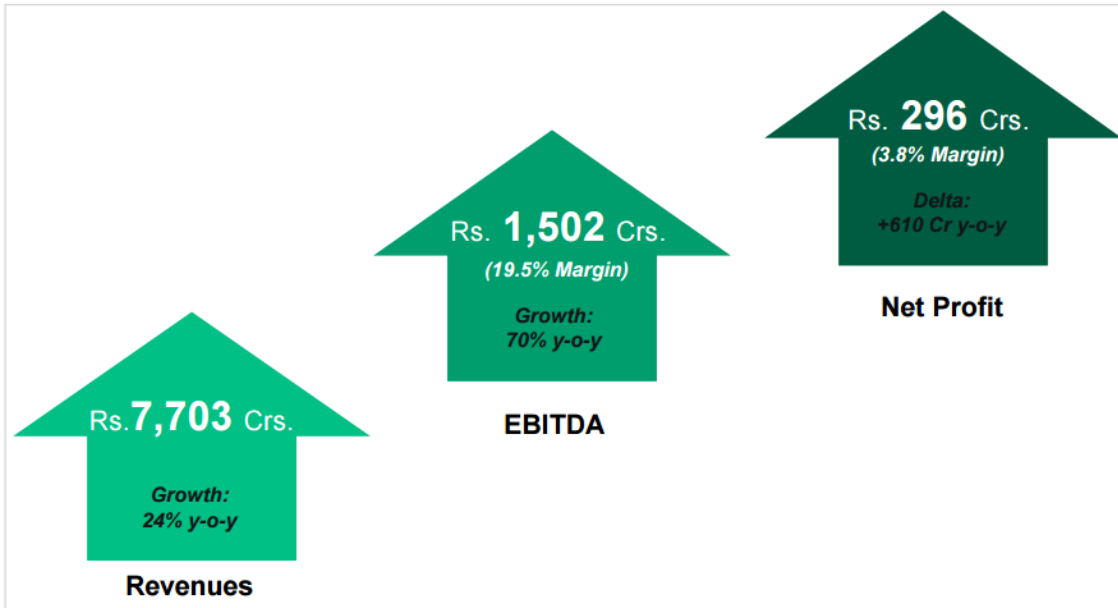 Rs. 296 Crs.
(3.8% Margin)
Delta:
+610 Cr y-o-y
Net Profit
Rs. 1,502 Crs.
(19.5% Margin)
Growth:
70% y-o-y
EBITDA
Rs.7,703 Crs.
Growth:
24% y-o-y
Revenues